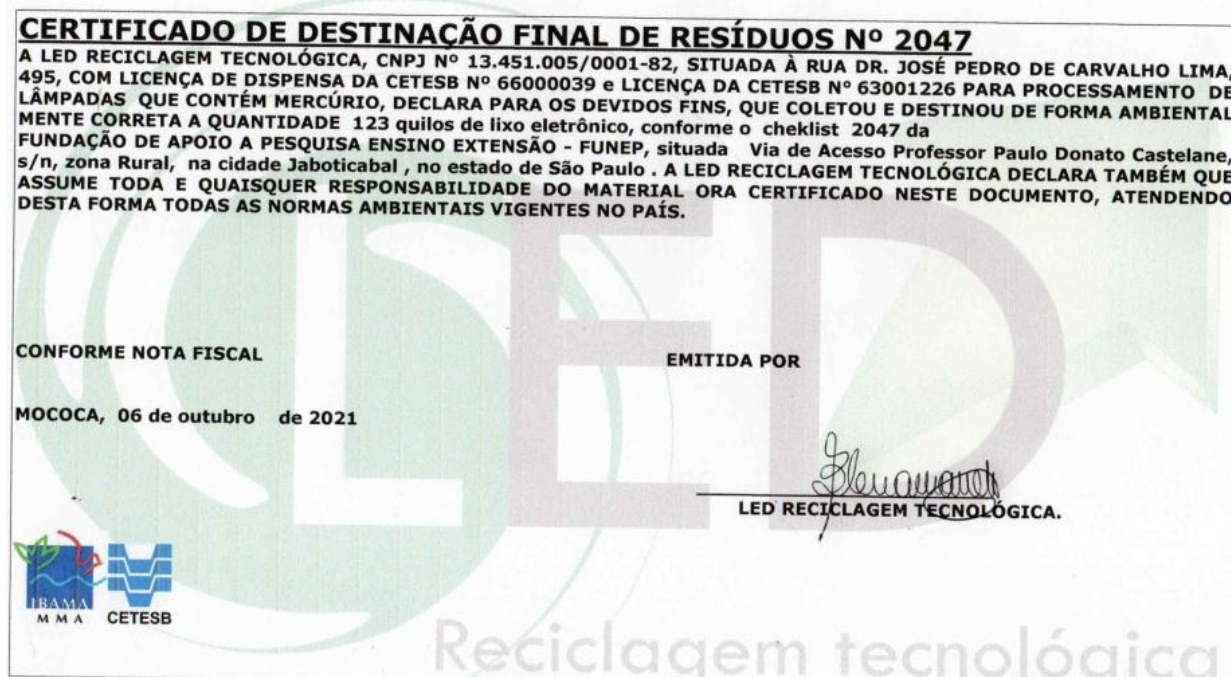 CERTIFICADO DE DESTINAÇÃO FINAL DE RESÍDUOS Nº 2047
A LED RECICLAGEM TECNOLÓGICA, CNPJ Nº 13.451.005/0001-82, SITUADA À RUA DR. JOSÉ PEDRO DE CARVALHO LIMA,
495, COM LICENÇA DE DISPENSA DA CETESB Nº 66000039 e LICENÇA DA CETESB Nº 63001226 PARA PROCESSAMENTO DE
LÂMPADAS QUE CONTÉM MERCÚRIO, DECLARA PARA OS DEVIDOS FINS, QUE COLETOU E DESTINOU DE FORMA AMBIENTAL
MENTE CORRETA A QUANTIDADE 123 quilos de lixo eletrônico, conforme o cheklist 2047 da
FUNDAÇÃO DE APOIO A PESQUISA ENSINO EXTENSÃO - FUNEP, situada Via de Acesso Professor Paulo Donato Castelane,
s/n, zona Rural, na cidade Jaboticabal , no estado de São Paulo . A LED RECICLAGEM TECNOLÓGICA DECLARA TAMBÉM QUE
ASSUME TODA E QUAISQUER RESPONSABILIDADE DO MATERIAL ORA CERTIFICADO NESTE DOCUMENTO, ATENDENDO
DESTA FORMA TODAS AS NORMAS AMBIENTAIS VIGENTES NO PAÍS.
LED
CONFORME NOTA FISCAL
EMITIDA POR
MOCOCA, 06 de outubro de 2021
LED RECICLAGEM TECNOLÓGICA.
IBAMA
M M A
CETESB
Reciclagem tecnológica